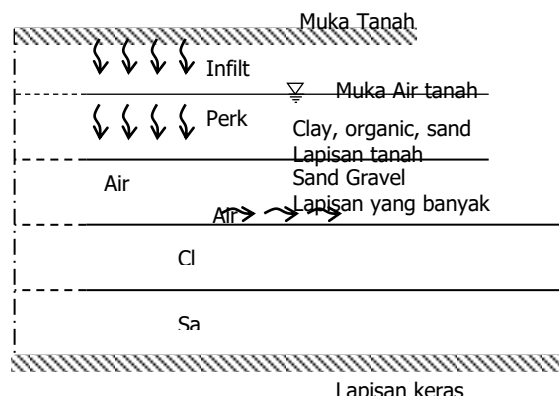 Muka Tanah
Infilt
Muka Air tanah
Perk
Clay, organic, sand
Lapisan tanah
Air
Sand Gravel
Lapisan yang banyak
Air
Cl
Sa
Lapisan keras